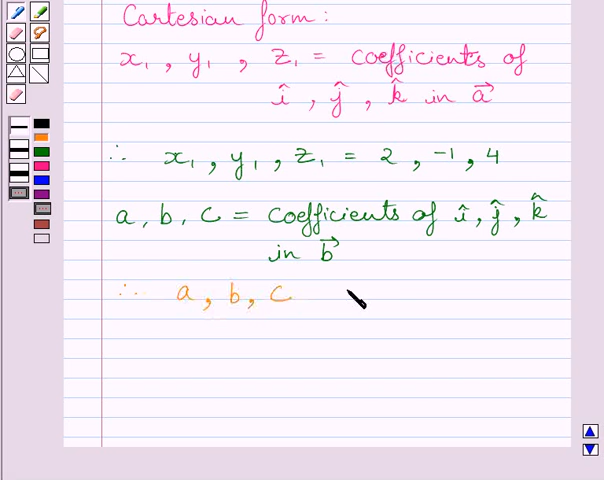 Cartesian form:
x₁, y₁, z₁ = coefficients of
î, ĵ, k̂ in a⃗
∴ x₁, y₁, z₁ = 2, -1, 4
a, b, c = coefficients of î, ĵ, k̂
in b⃗
∴ a, b, c